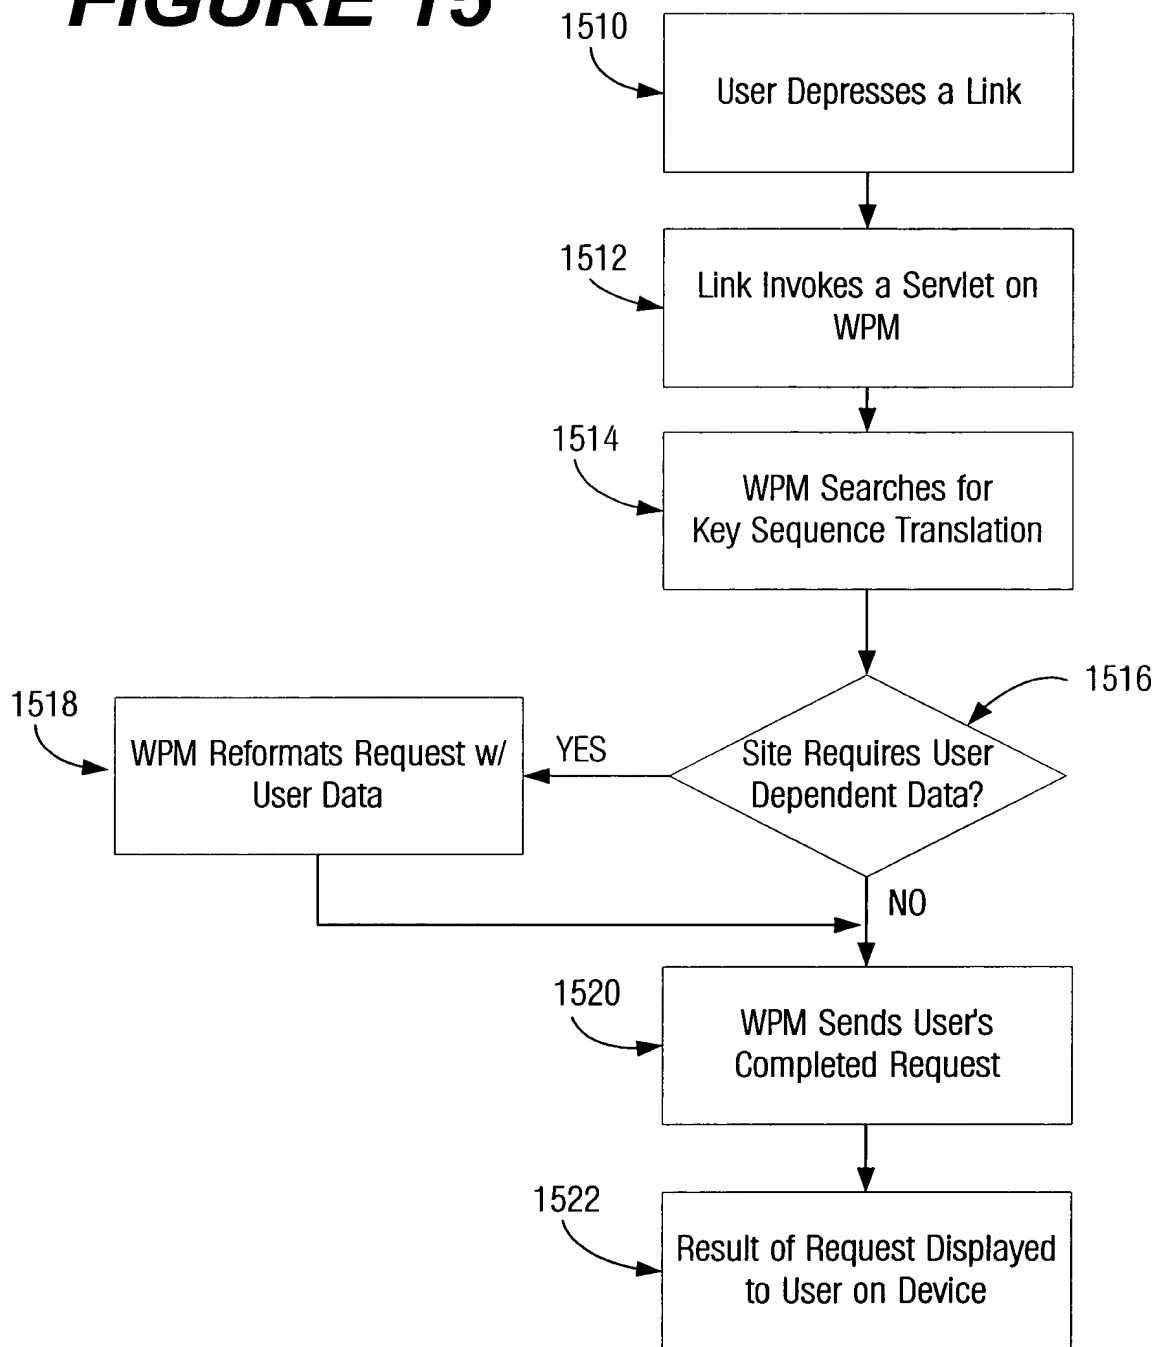 FIGURE 15
1510
User Depresses a Link
1512
Link Invokes a Servlet on
WPM
1514
WPM Searches for
Key Sequence Translation
1516
Site Requires User
Dependent Data?
YES
1518
WPM Reformats Request w/
User Data
NO
1520
WPM Sends User's
Completed Request
1522
Result of Request Displayed
to User on Device